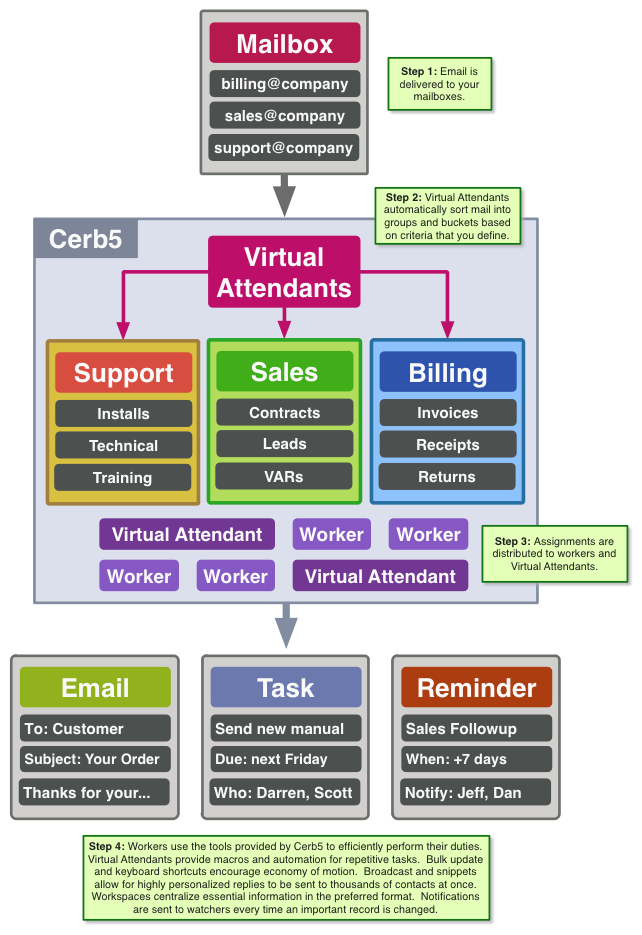 Mailbox
billing@company
sales@company
support@company
Step 1: Email is
delivered to your
mailboxes.
Step 2: Virtual Attendants
automatically sort mail into
groups and buckets based
on criteria that you define.
Cerb5
Virtual
Attendants
Support
Installs
Technical
Training
Sales
Contracts
Leads
VARs
Billing
Invoices
Receipts
Returns
Virtual Attendant
Worker
Worker
Worker
Worker
Virtual Attendant
Step 3: Assignments are
distributed to workers and
Virtual Attendants.
Email
To: Customer
Subject: Your Order
Thanks for your...
Task
Send new manual
Due: next Friday
Who: Darren, Scott
Reminder
Sales Followup
When: +7 days
Notify: Jeff, Dan
Step 4: Workers use the tools provided by Cerb5 to efficiently perform their duties.
Virtual Attendants provide macros and automation for repetitive tasks.  Bulk update
and keyboard shortcuts encourage economy of motion.  Broadcast and snippets
allow for highly personalized replies to be sent to thousands of contacts at once.
Workspaces centralize essential information in the preferred format.  Notifications
are sent to watchers every time an important record is changed.